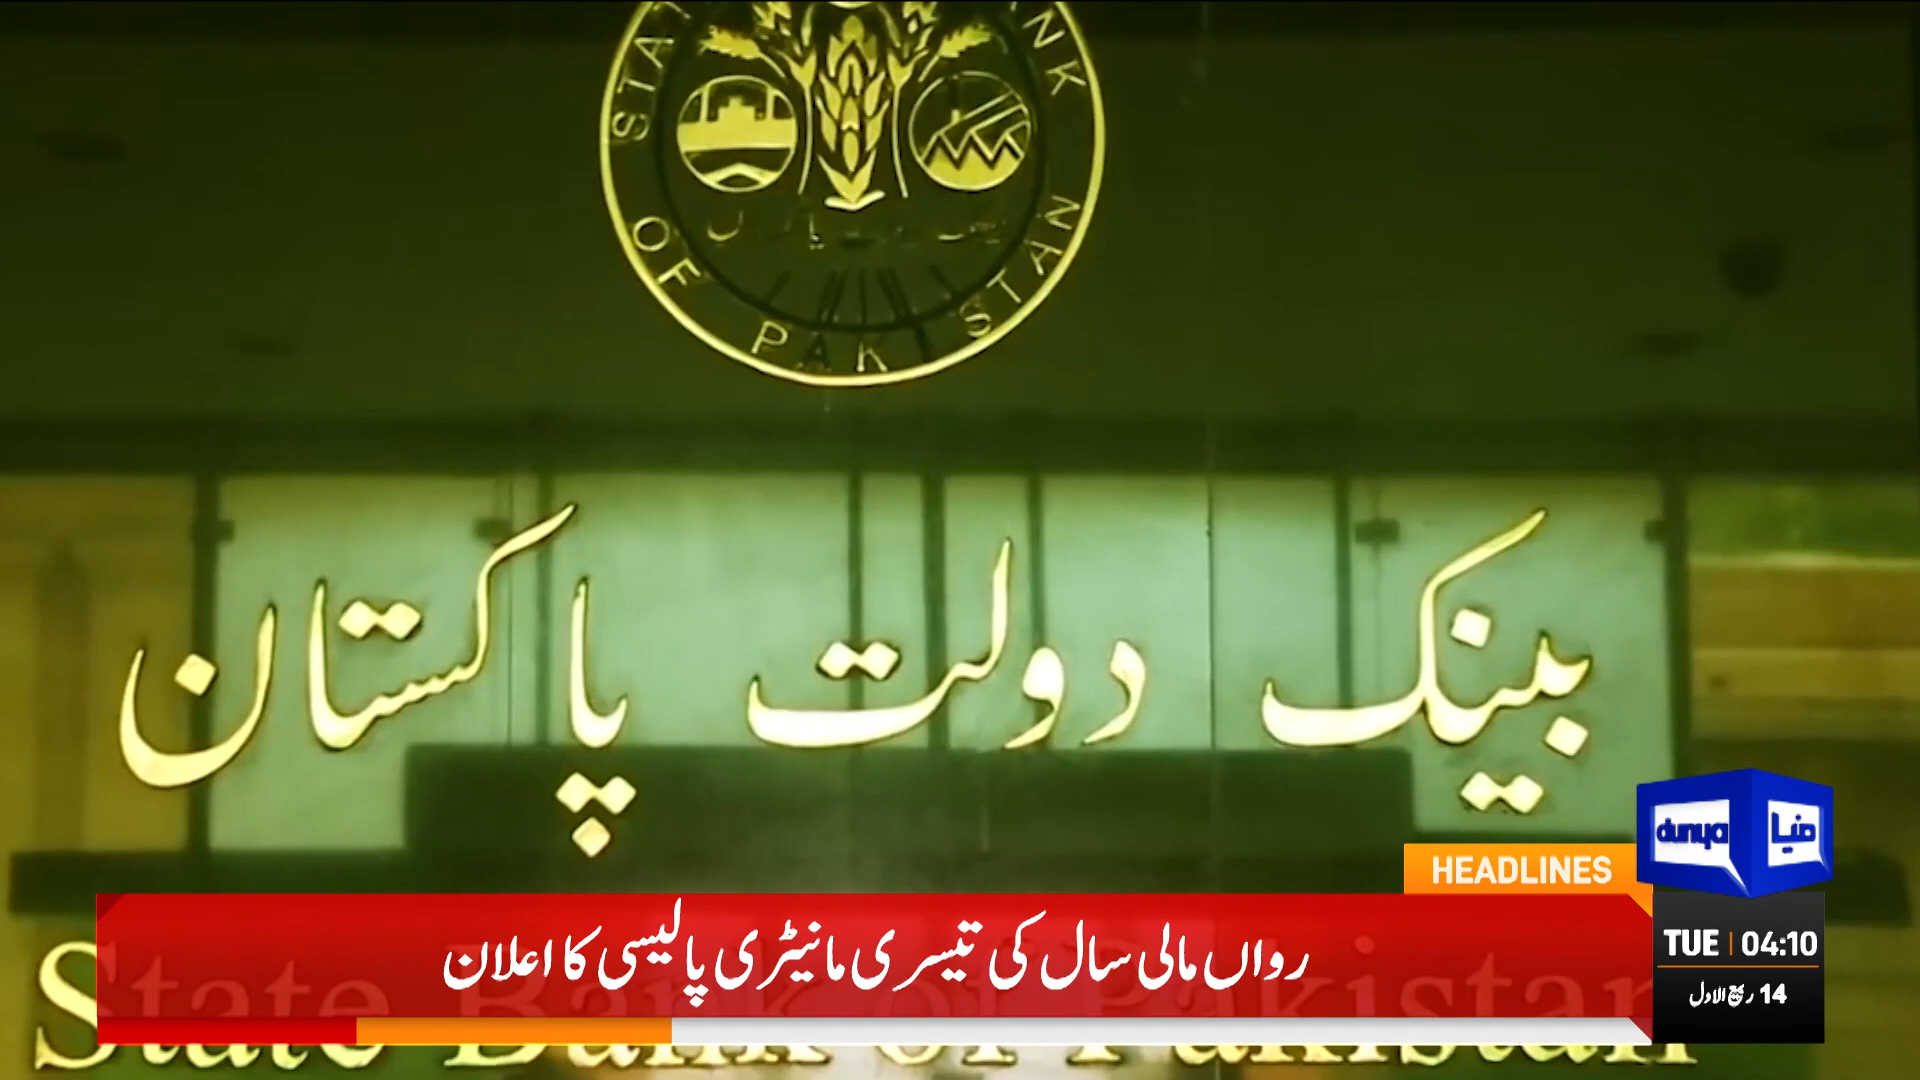 STATE BANK
OF PAKISTAN
بینک دولت پاکستان
State Bank of Pakistan
HEADLINES
dunya دنیا
رواں مالی سال کی تیسری مانیٹری پالیسی کا اعلان
TUE 04:10
14 ربیع الاول